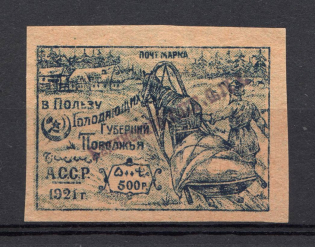 ПОЧТ МАРКА
В Пользу
Голодающих
Губерний
Поволжья
А.С.С.Р.
1921 г.
500 р.